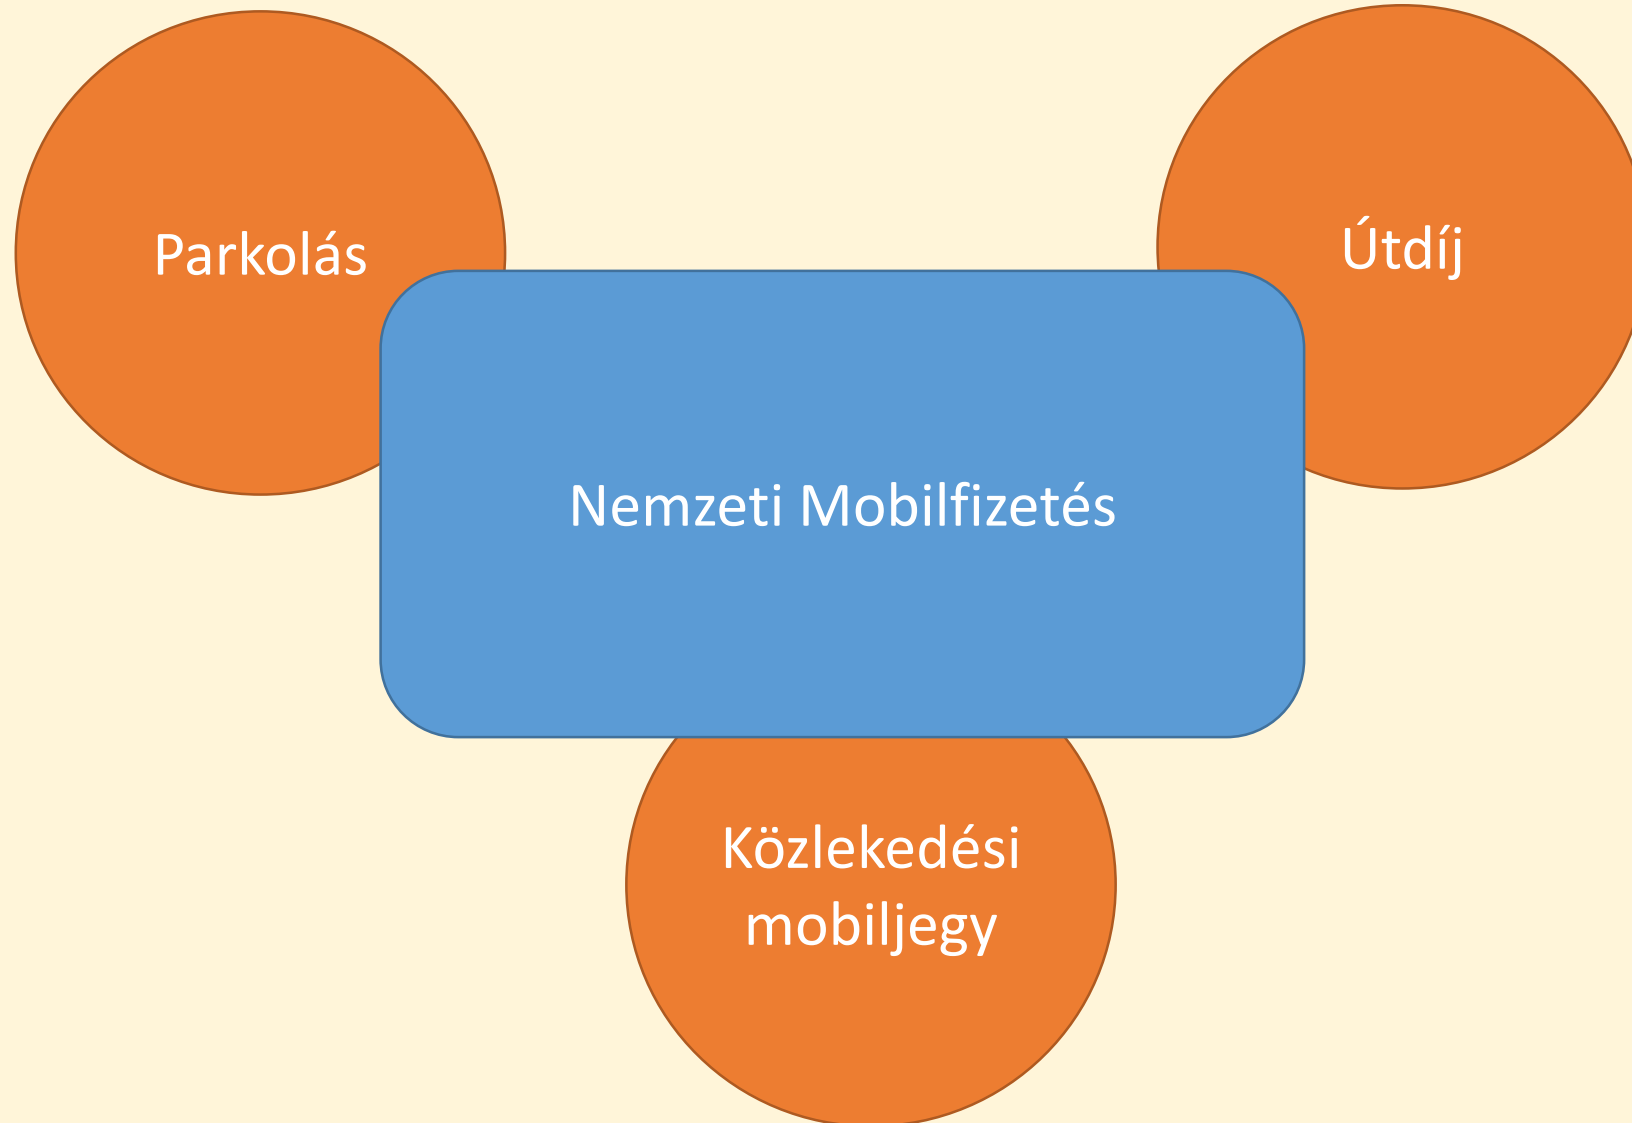 Parkolás
Útdíj
Nemzeti Mobilfizetés
Közlekedési
mobiljegy